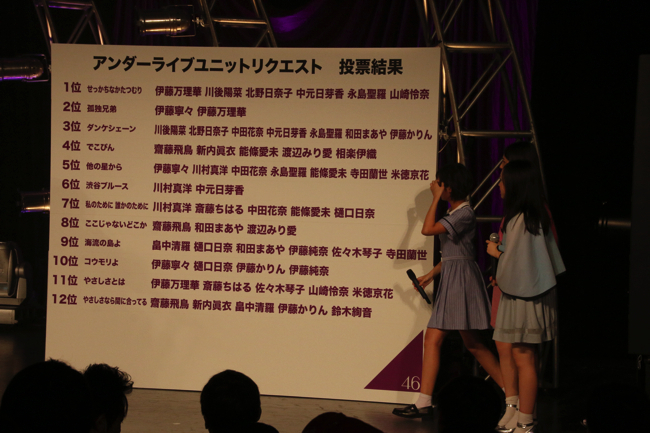 アンダーライブユニットリクエスト　投票結果
1位 せっかちなかたつむり 伊藤万理華 川後陽菜 北野日奈子 中元日芽香 永島聖羅 山崎怜奈
2位 孤独兄弟 伊藤寧々 伊藤万理華
3位 ダンケシェーン 川後陽菜 北野日奈子 中田花奈 中元日芽香 永島聖羅 和田まあや 伊藤かりん
4位 でこぴん 齋藤飛鳥 新内眞衣 能條愛未 渡辺みり愛 相楽伊織
5位 他の星から 伊藤寧々 川村真洋 中田花奈 永島聖羅 能條愛未 寺田蘭世 米徳京花
6位 渋谷ブルース 川村真洋 中元日芽香
7位 私のために 誰かのために 川村真洋 斎藤ちはる 中田花奈 能條愛未 樋口日奈
8位 ここじゃないどこか 齋藤飛鳥 和田まあや 渡辺みり愛
9位 海流の島よ 畠中清羅 樋口日奈 和田まあや 伊藤純奈 佐々木琴子 寺田蘭世
10位 コウモリよ 伊藤寧々 樋口日奈 伊藤かりん 伊藤純奈
11位 やさしさとは 伊藤万理華 斎藤ちはる 佐々木琴子 山崎怜奈 米徳京花
12位 やさしさなら間に合ってる 齋藤飛鳥 新内眞衣 畠中清羅 伊藤かりん 鈴木絢音
46